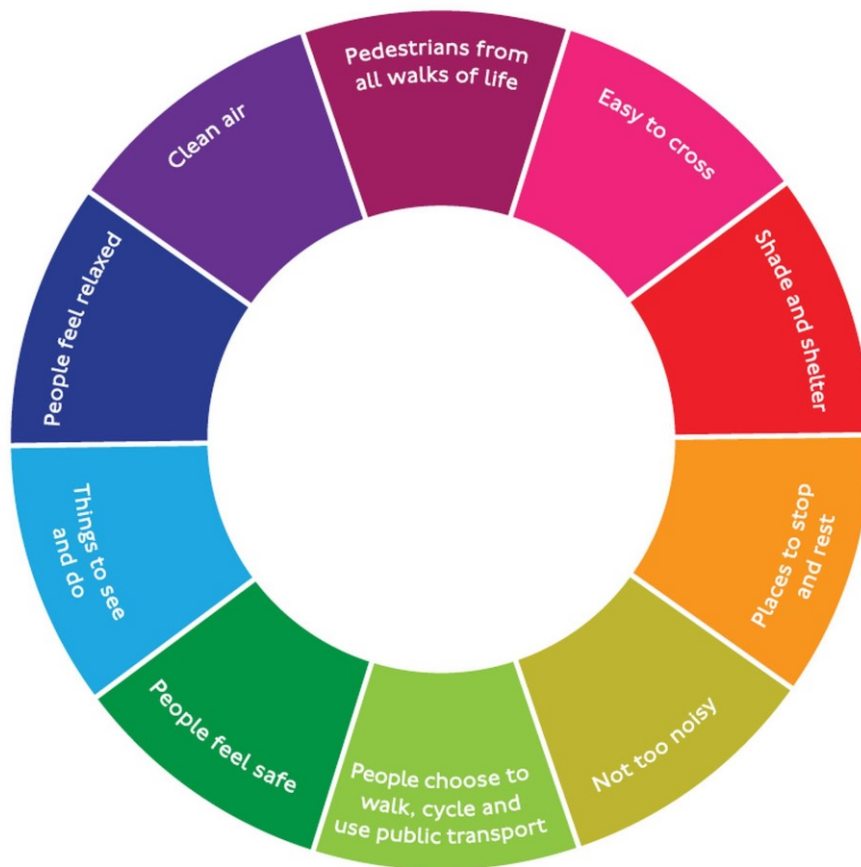 Pedestrians from
all walks of life
Easy to cross
Shade and shelter
Places to stop
and rest
Not too noisy
People choose to
walk, cycle and
use public transport
People feel safe
Things to see
and do
People feel relaxed
Clean air